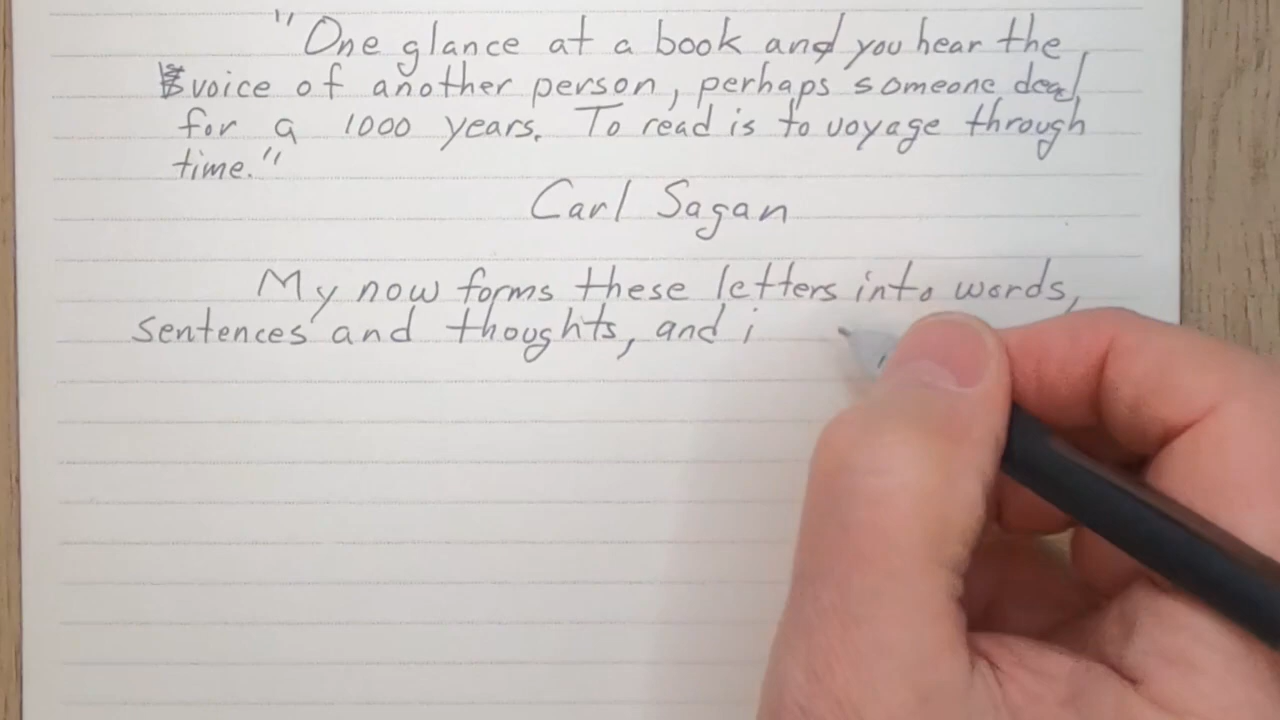 "One glance at a book and you hear the
voice of another person, perhaps someone dead
for a 1000 years. To read is to voyage through
time."
Carl Sagan
My now forms these letters into words,
sentences and thoughts, and i